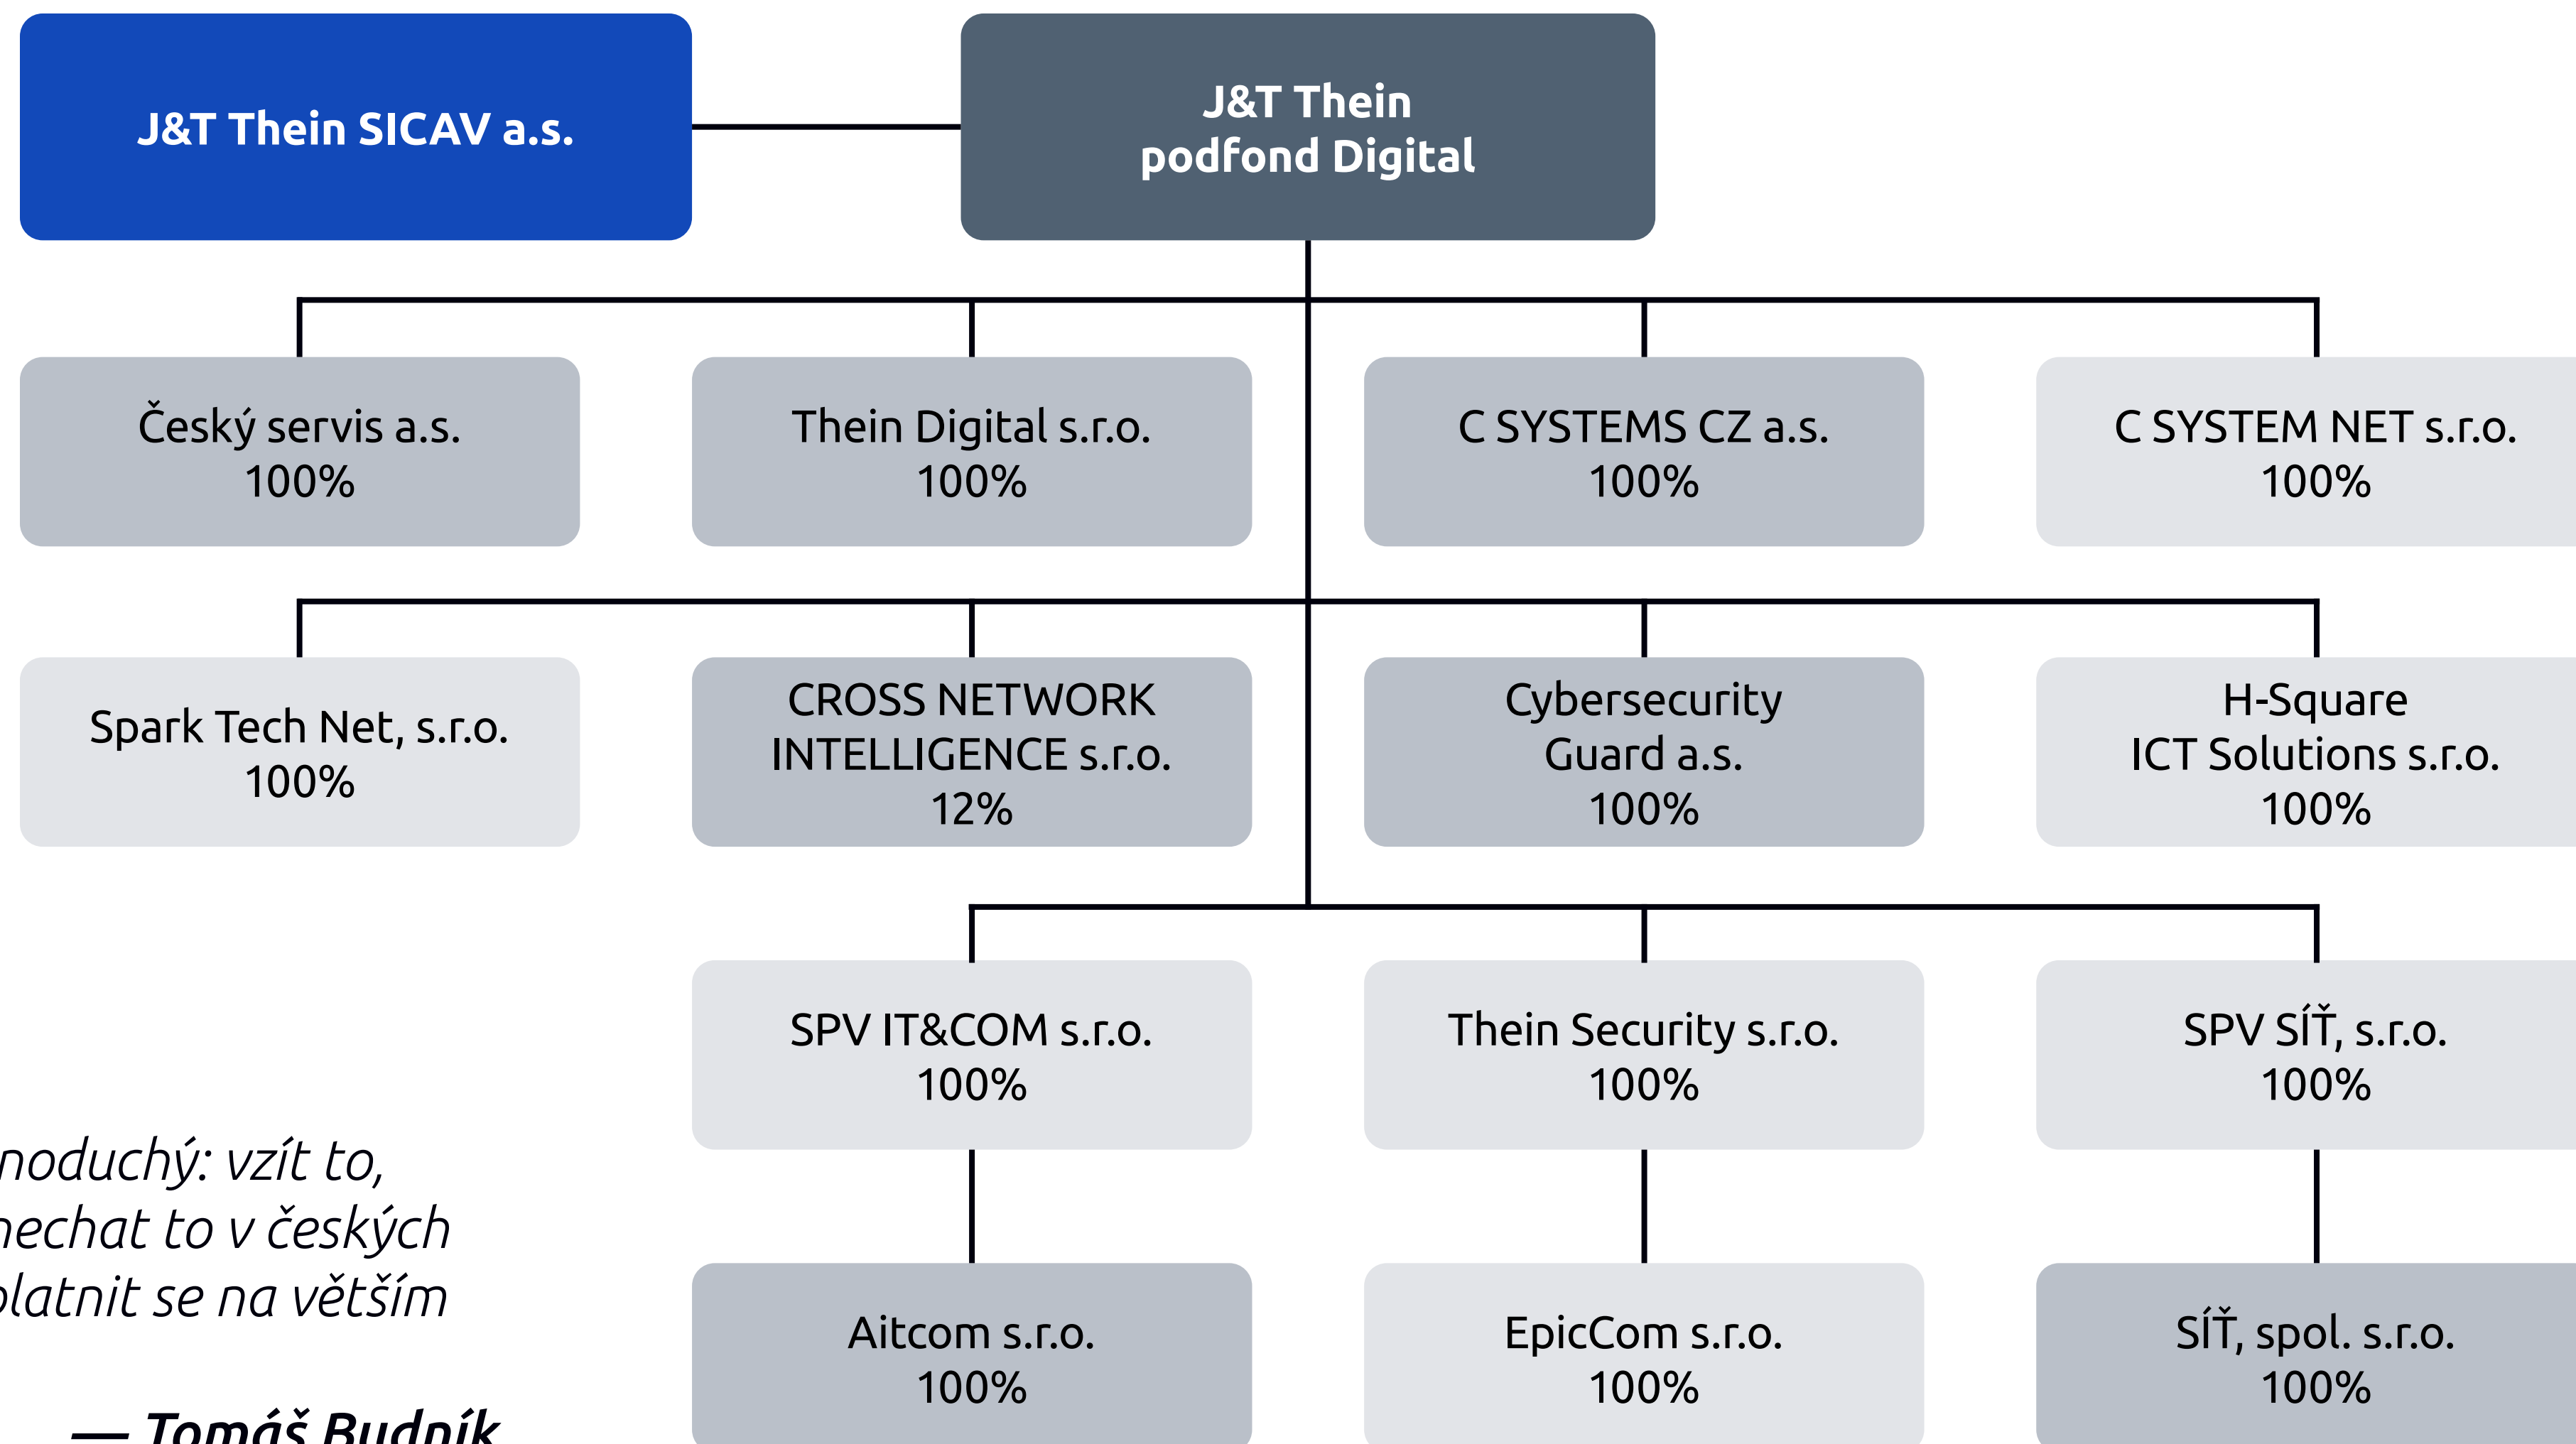 J&T Thein SICAV a.s.
J&T Thein
podfond Digital
Český servis a.s.
100%
Thein Digital s.r.o.
100%
C SYSTEMS CZ a.s.
100%
C SYSTEM NET s.r.o.
100%
Spark Tech Net, s.r.o.
100%
CROSS NETWORK
INTELLIGENCE s.r.o.
12%
Cybersecurity
Guard a.s.
100%
H-Square
ICT Solutions s.r.o.
100%
SPV IT&COM s.r.o.
100%
Thein Security s.r.o.
100%
SPV SÍŤ, s.r.o.
100%
Aitcom s.r.o.
100%
EpicCom s.r.o.
100%
SÍŤ, spol. s.r.o.
100%
noduchý: vzít to,
nechat to v českých
platnit se na větším
— Tomáš Budník